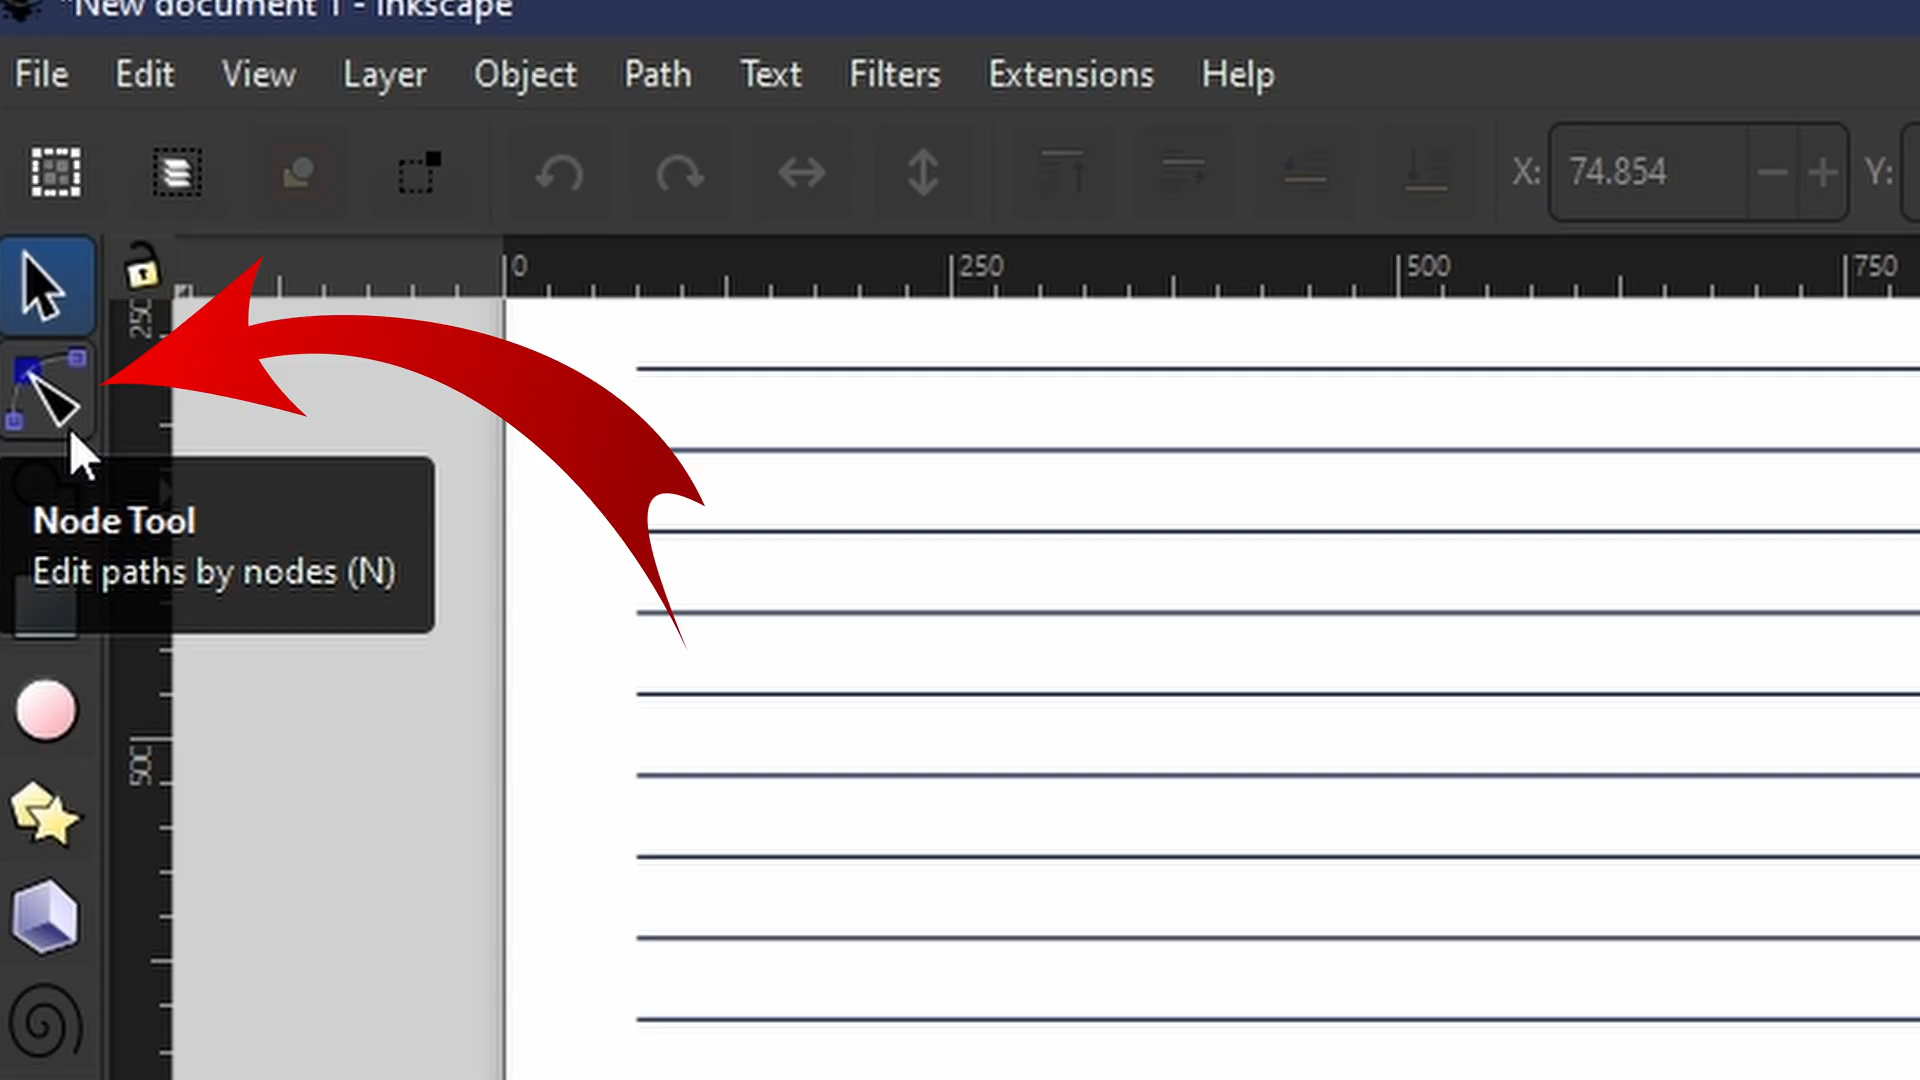 *New document 1 - Inkscape
File Edit View Layer Object Path Text Filters Extensions Help
X: 74.854 Y:
0 250 500 750
250
Node Tool
Edit paths by nodes (N)
500